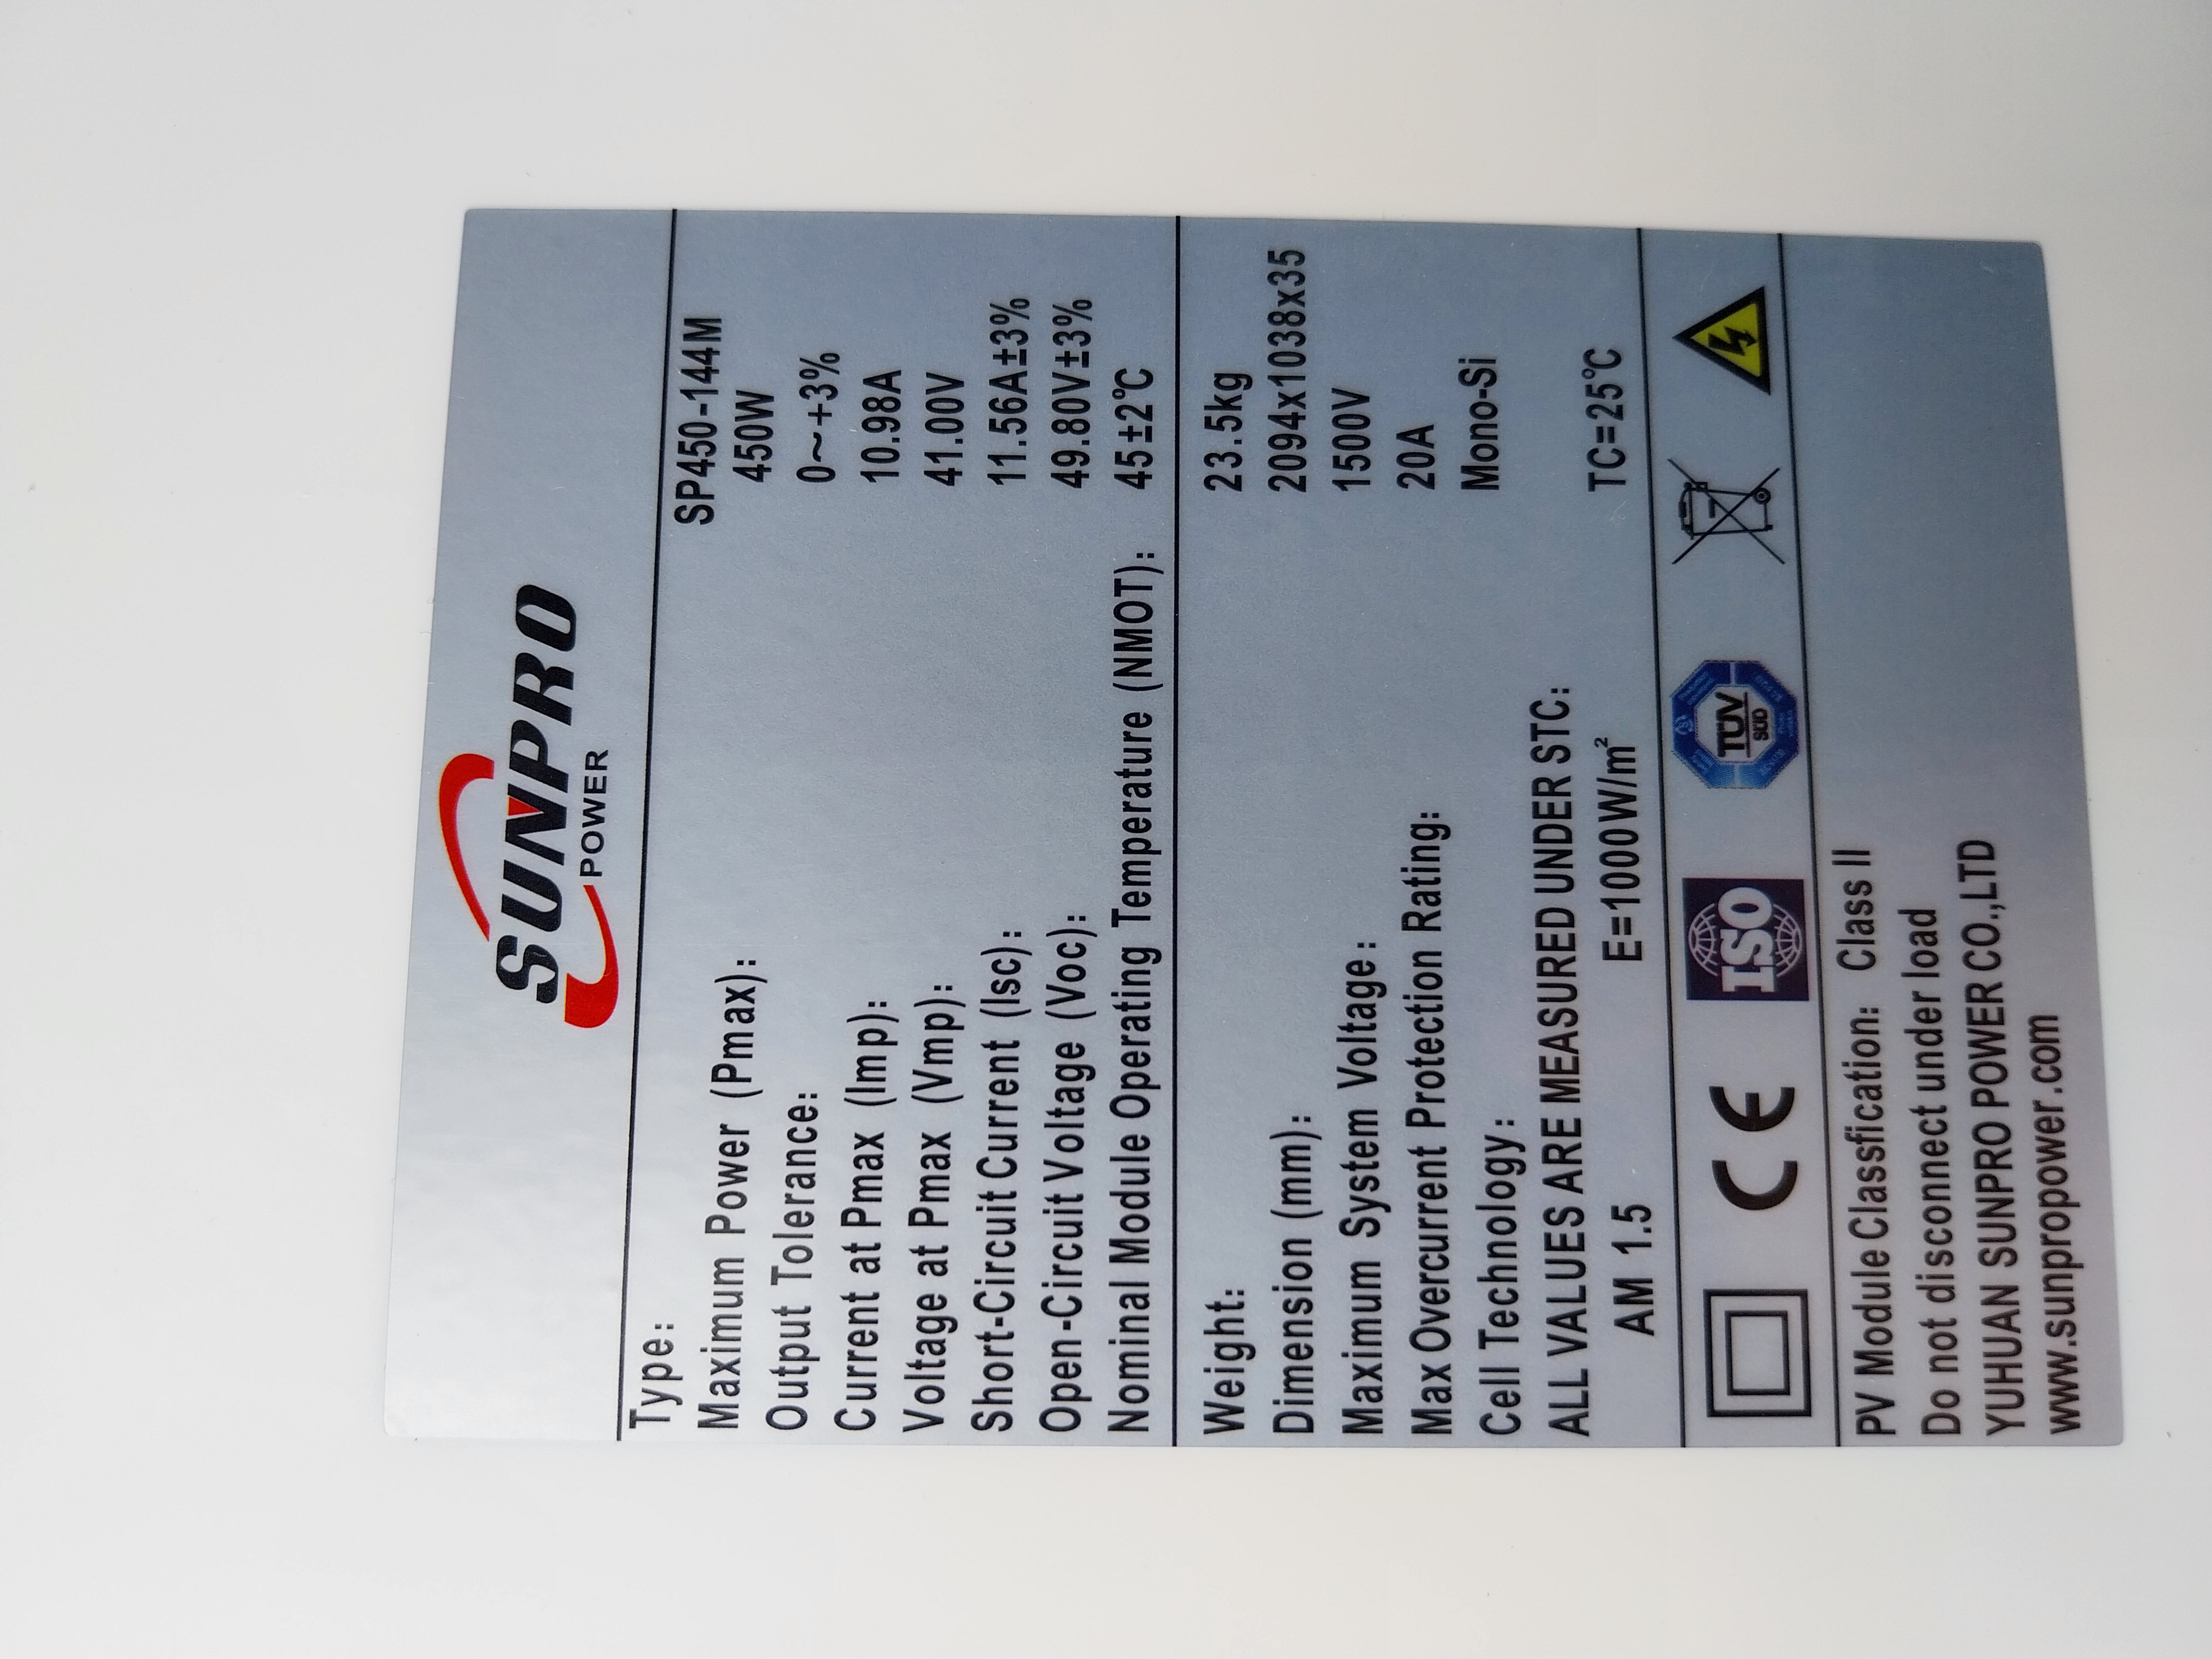 SUNPRO
POWER
Type: SP450-144M
Maximum Power (Pmax): 450W
Output Tolerance: 0~+3%
Current at Pmax (Imp): 10.98A
Voltage at Pmax (Vmp): 41.00V
Short-Circuit Current (Isc): 11.56A±3%
Open-Circuit Voltage (Voc): 49.80V±3%
Nominal Module Operating Temperature (NMOT): 45±2℃
Weight: 23.5kg
Dimension (mm): 2094x1038x35
Maximum System Voltage: 1500V
Max Overcurrent Protection Rating: 20A
Cell Technology: Mono-Si
ALL VALUES ARE MEASURED UNDER STC:
AM 1.5 E=1000W/m² TC=25℃
CE ISO TÜV
SÜD
PV Module Classfication: Class II
Do not disconnect under load
YUHUAN SUNPRO POWER CO.,LTD
www.sunpropower.com